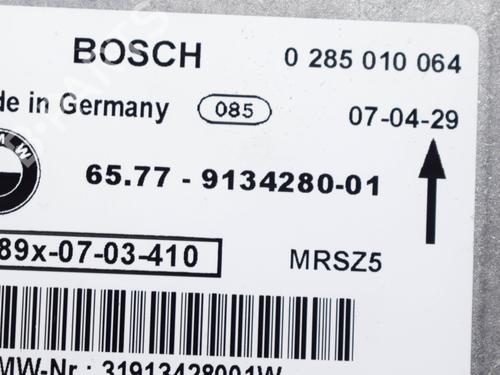 BOSCH 0 285 010 064
de in Germany 085 07-04-29
65.77 - 9134280-01
89x-07-03-410 MRSZ5
MW-Nr.: 31913428001W